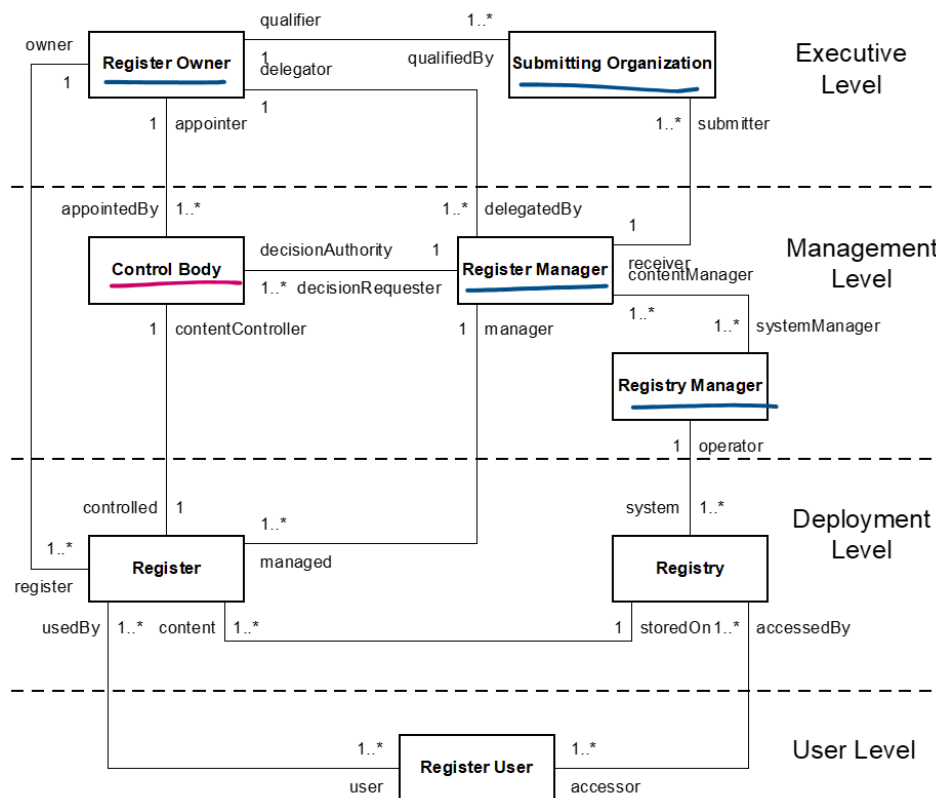 qualifier
1..*
owner
Register Owner
1
qualifiedBy
Submitting Organization
Executive
Level
1
delegator
1
1
appointer
1..*
submitter
appointedBy
1..*
1..*
delegatedBy
Control Body
decisionAuthority
1
Register Manager
1
receiver
contentManager
Management
Level
1..*
decisionRequester
1..*
1
contentController
1
manager
1..*
systemManager
Registry Manager
1
operator
controlled
1
system
1..*
Deployment
Level
1..*
register
Register
1..*
managed
Registry
usedBy
1..*
content
1..*
1
storedOn
1..*
accessedBy
1..*
user
Register User
1..*
accessor
User Level